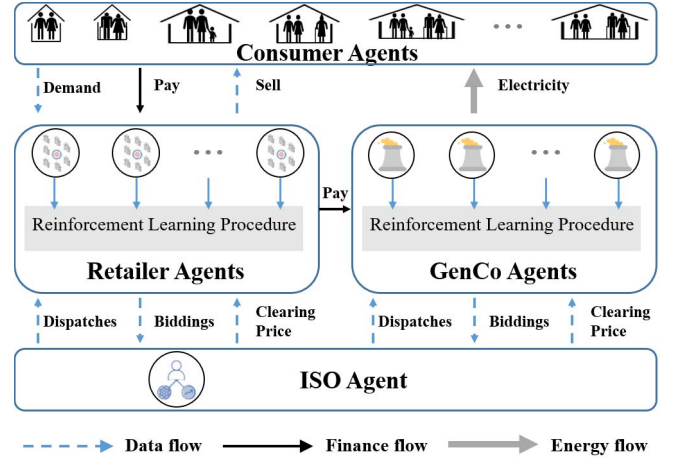 Consumer Agents
Demand
Pay
Sell
Electricity
Reinforcement Learning Procedure
Retailer Agents
Pay
Reinforcement Learning Procedure
GenCo Agents
Dispatches
Biddings
Clearing
Price
Dispatches
Biddings
Clearing
Price
ISO Agent
Data flow
Finance flow
Energy flow